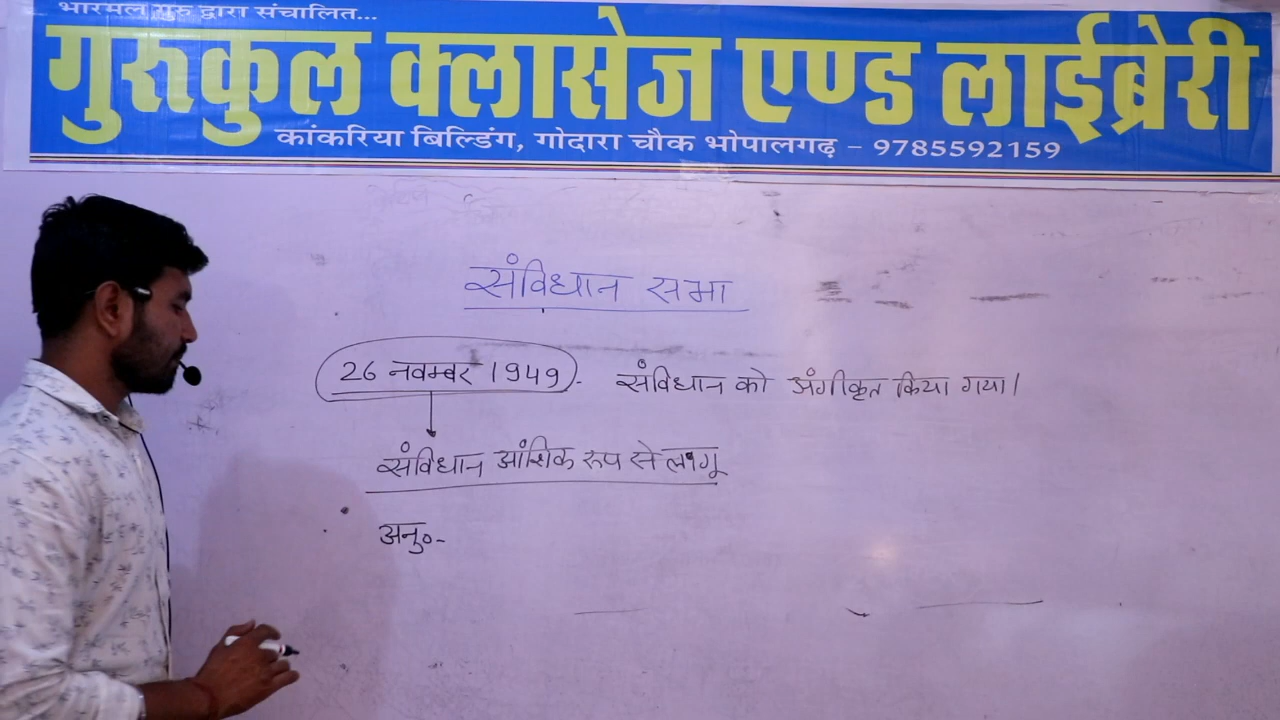 भारमल गुरु द्वारा संचालित...
गुरुकुल क्लासेज एण्ड लाईब्रेरी
कांकरिया बिल्डिंग, गोदारा चौक भोपालगढ़ – 9785592159
संविधान सभा
26 नवम्बर 1949 - संविधान को अंगीकृत किया गया।
संविधान आंशिक रूप से लागू
अनु०-